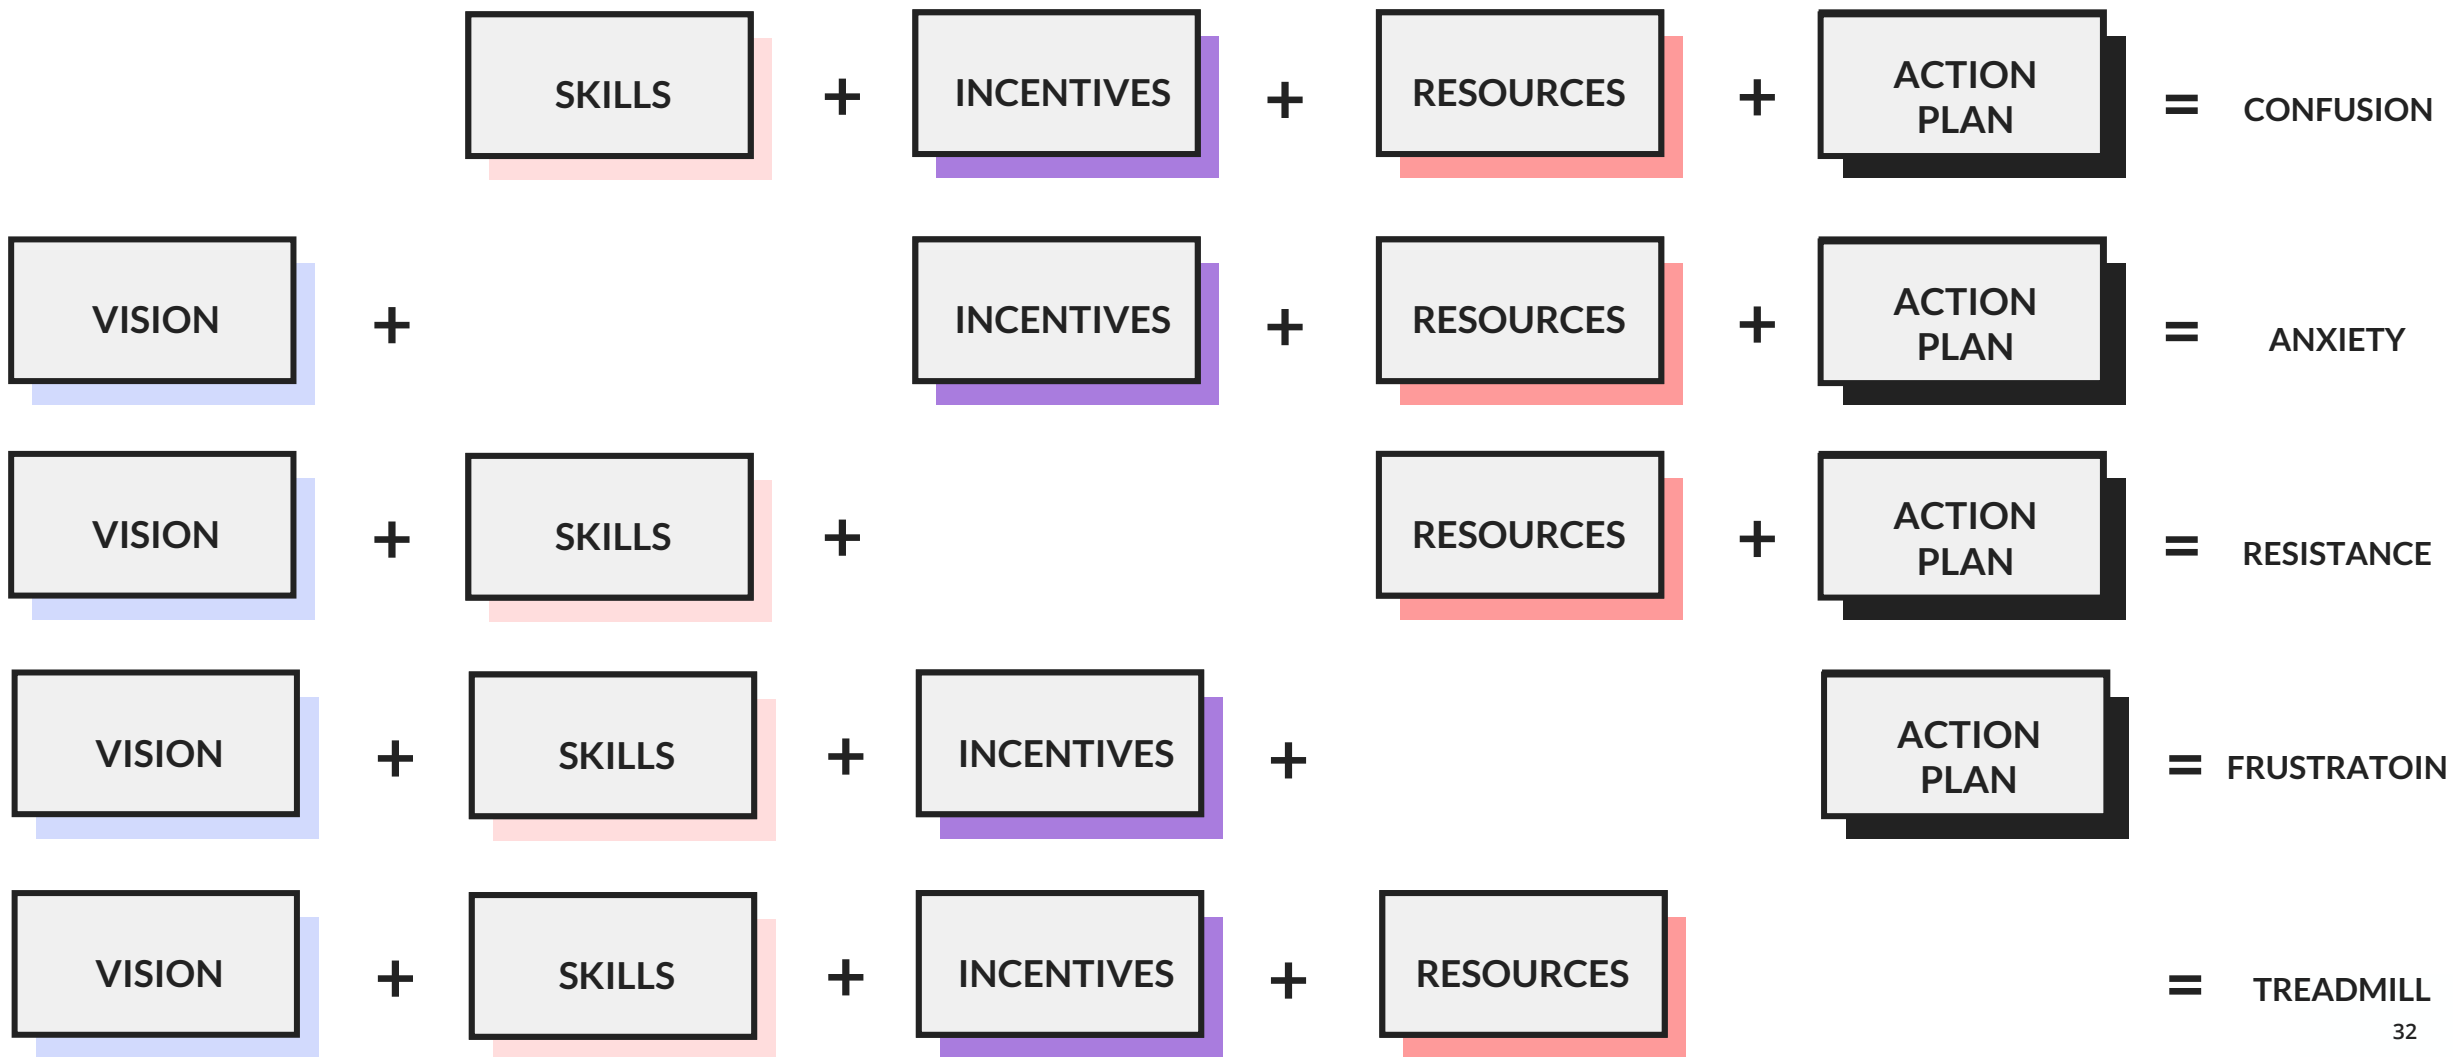 SKILLS + INCENTIVES + RESOURCES + ACTION PLAN = CONFUSION
VISION + INCENTIVES + RESOURCES + ACTION PLAN = ANXIETY
VISION + SKILLS + RESOURCES + ACTION PLAN = RESISTANCE
VISION + SKILLS + INCENTIVES + ACTION PLAN = FRUSTRATOIN
VISION + SKILLS + INCENTIVES + RESOURCES = TREADMILL
32